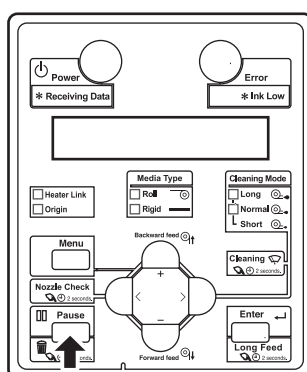 Power
Error
* Receiving Data
* Ink Low
Media Type
Roll
Rigid
Cleaning Mode
Long
Normal
Short
Heater Link
Origin
Menu
Backward feed
+
< >
−
Forward feed
Cleaning
2 seconds.
Nozzle Check
2 seconds.
Pause
Enter
Long Feed
2 seconds.